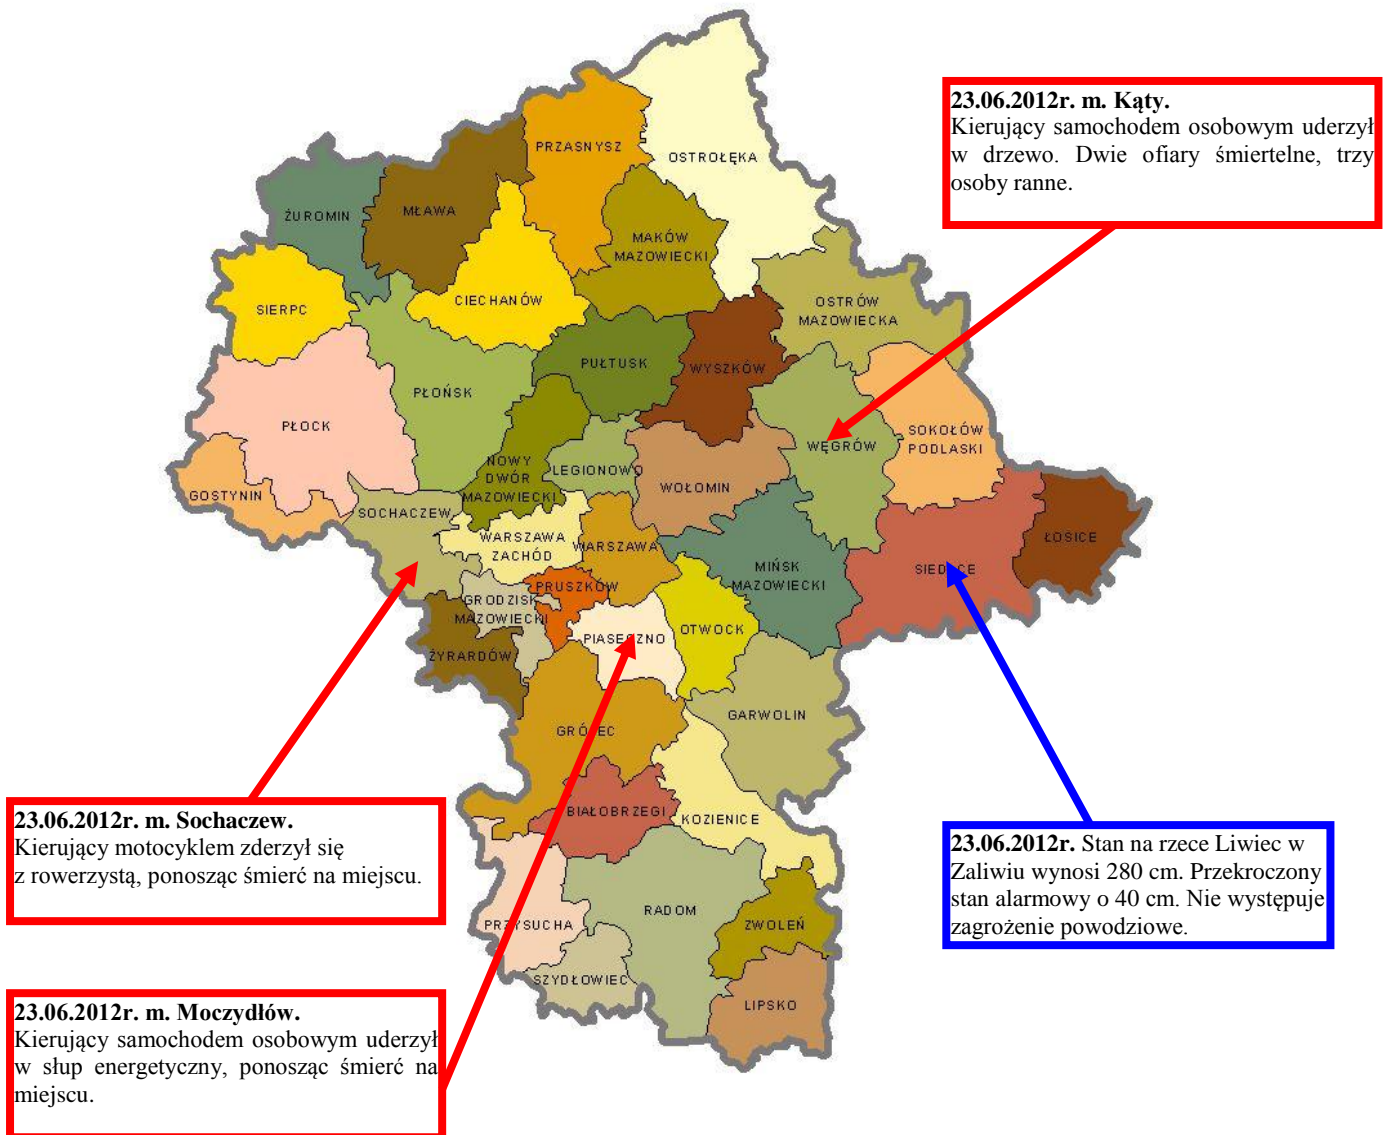 23.06.2012r. m. Kąty.
Kierujący samochodem osobowym uderzył
w drzewo. Dwie ofiary śmiertelne, trzy
osoby ranne.
PRZASNYSZ
OSTROŁĘKA
ŻUROMIN
MŁAWA
MAKÓW
MAZOWIECKI
CIECHANÓW
SIERPC
OSTRÓW
MAZOWIECKA
PUŁTUSK
WYSZKÓW
PŁOŃSK
PŁOCK
WĘGRÓW
SOKOŁÓW
PODLASKI
NOWY
DWÓR
MAZOWIECKI
LEGIONOWO
WOŁOMIN
GOSTYNIN
SOCHACZEW
WARSZAWA
ZACHÓD
WARSZAWA
ŁOSICE
MIŃSK
MAZOWIECKI
SIEDLCE
PRUSZKÓW
GRODZISK
MAZOWIECKI
PIASECZNO
OTWOCK
ŻYRARDÓW
GARWOLIN
GRÓJEC
BIAŁOBRZEGI
KOZIENICE
23.06.2012r. m. Sochaczew.
Kierujący motocyklem zderzył się
z rowerzystą, ponosząc śmierć na miejscu.
23.06.2012r. Stan na rzece Liwiec w
Zaliwiu wynosi 280 cm. Przekroczony
stan alarmowy o 40 cm. Nie występuje
zagrożenie powodziowe.
RADOM
PRZYSUCHA
ZWOLEŃ
SZYDŁOWIEC
LIPSKO
23.06.2012r. m. Moczydłów.
Kierujący samochodem osobowym uderzył
w słup energetyczny, ponosząc śmierć na
miejscu.